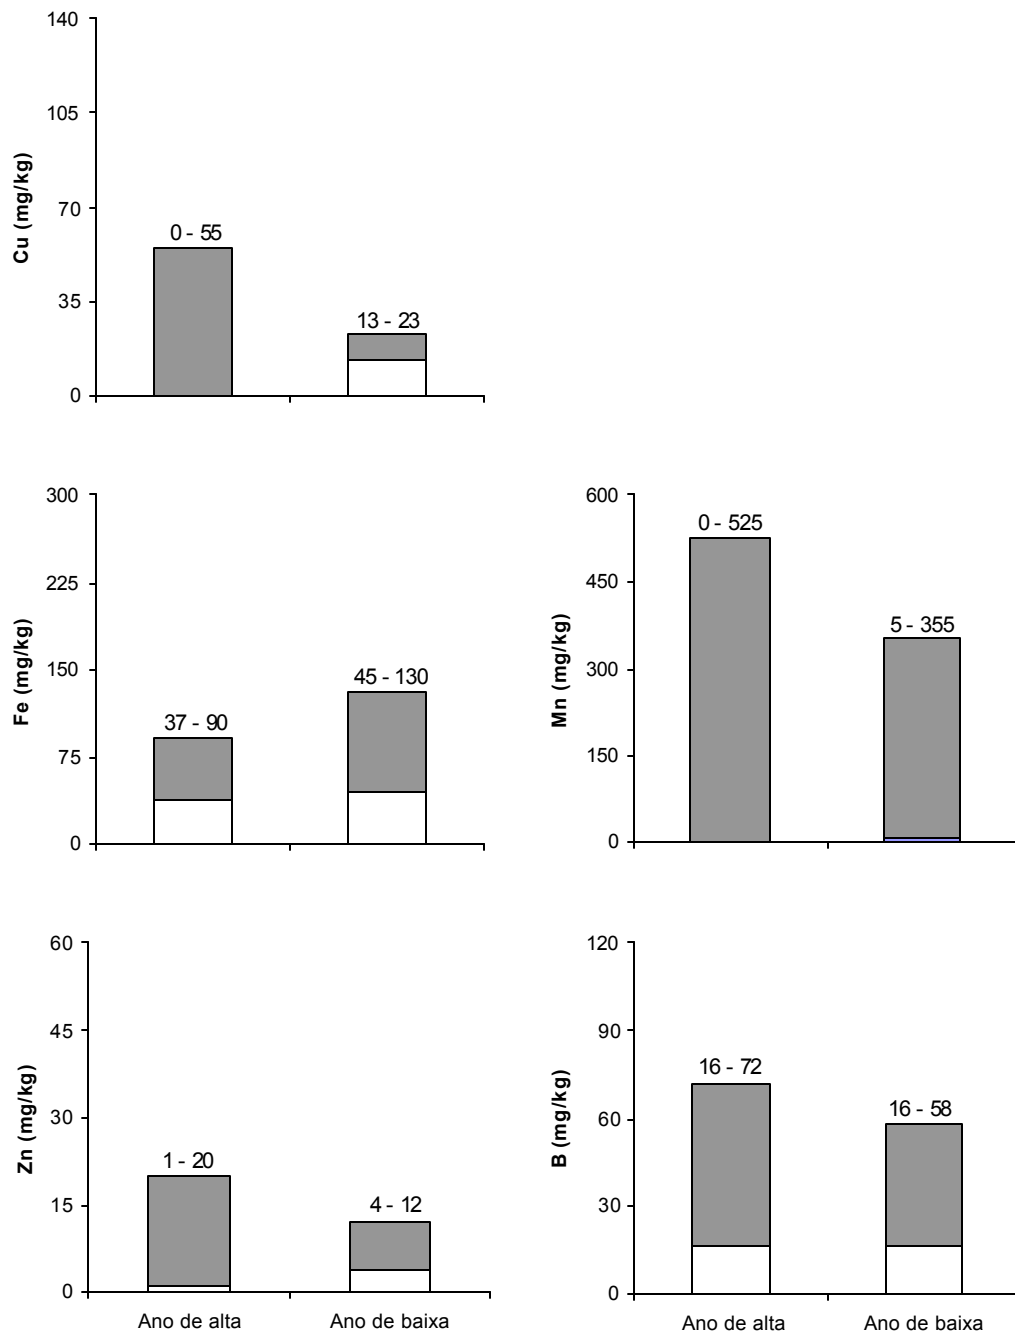 140
105
70
35
0
Cu (mg/kg)
0 - 55
13 - 23
300
225
150
75
0
Fe (mg/kg)
37 - 90
45 - 130
600
450
300
150
0
Mn (mg/kg)
0 - 525
5 - 355
60
45
30
15
0
Zn (mg/kg)
1 - 20
4 - 12
Ano de alta
Ano de baixa
120
90
60
30
0
B (mg/kg)
16 - 72
16 - 58
Ano de alta
Ano de baixa